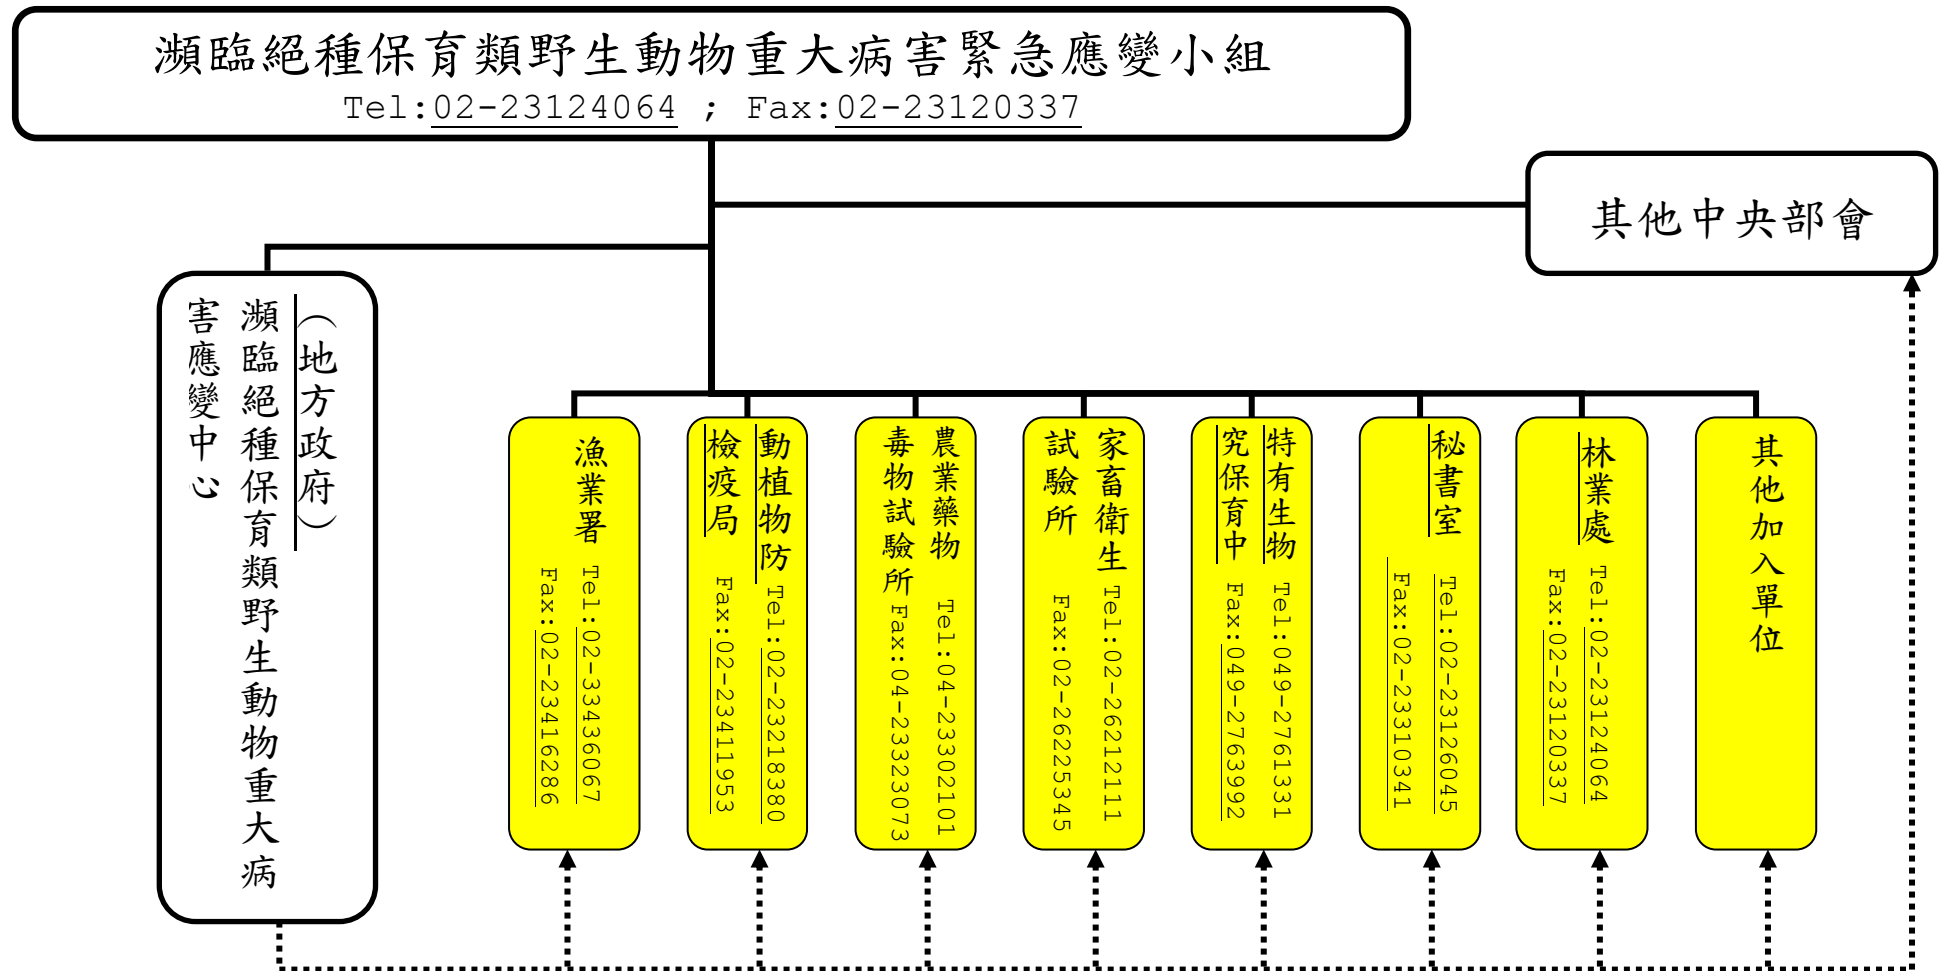 瀕臨絕種保育類野生動物重大病害緊急應變小組
Tel:02-23124064 ; Fax:02-23120337
其他中央部會
（地方政府）
瀕臨絕種保育類野生動物重大病
害應變中心
漁業署
Tel:02-33436067
Fax:02-23416286
動植物防
檢疫局
Tel:02-23218380
Fax:02-23411953
農業藥物
毒物試驗所
Tel:04-23302101
Fax:04-23323073
家畜衛生
試驗所
Tel:02-26212111
Fax:02-26225345
特有生物
究保育中
Tel:049-2761331
Fax:049-2763992
秘書室
Tel:02-23126045
Fax:02-23310341
林業處
Tel:02-23124064
Fax:02-23120337
其他加入單位